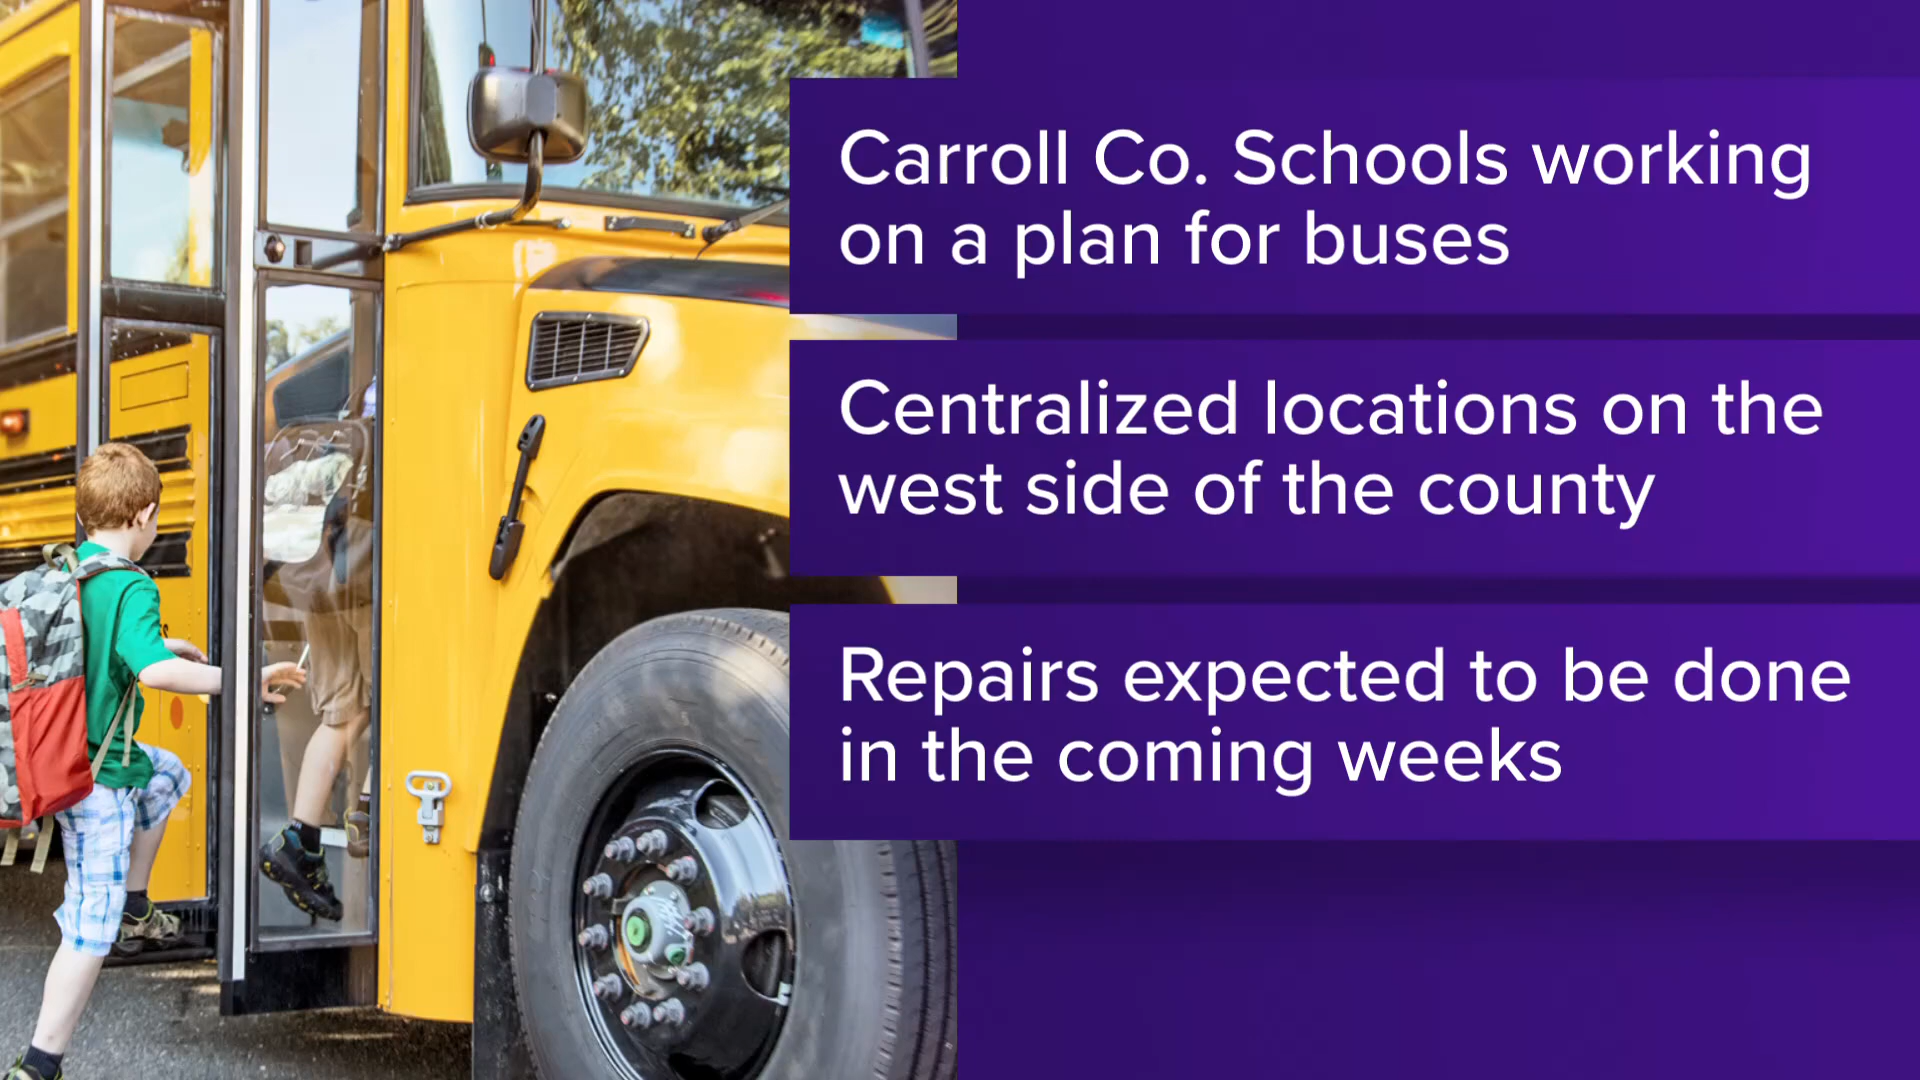 Carroll Co. Schools working
on a plan for buses
Centralized locations on the
west side of the county
Repairs expected to be done
in the coming weeks